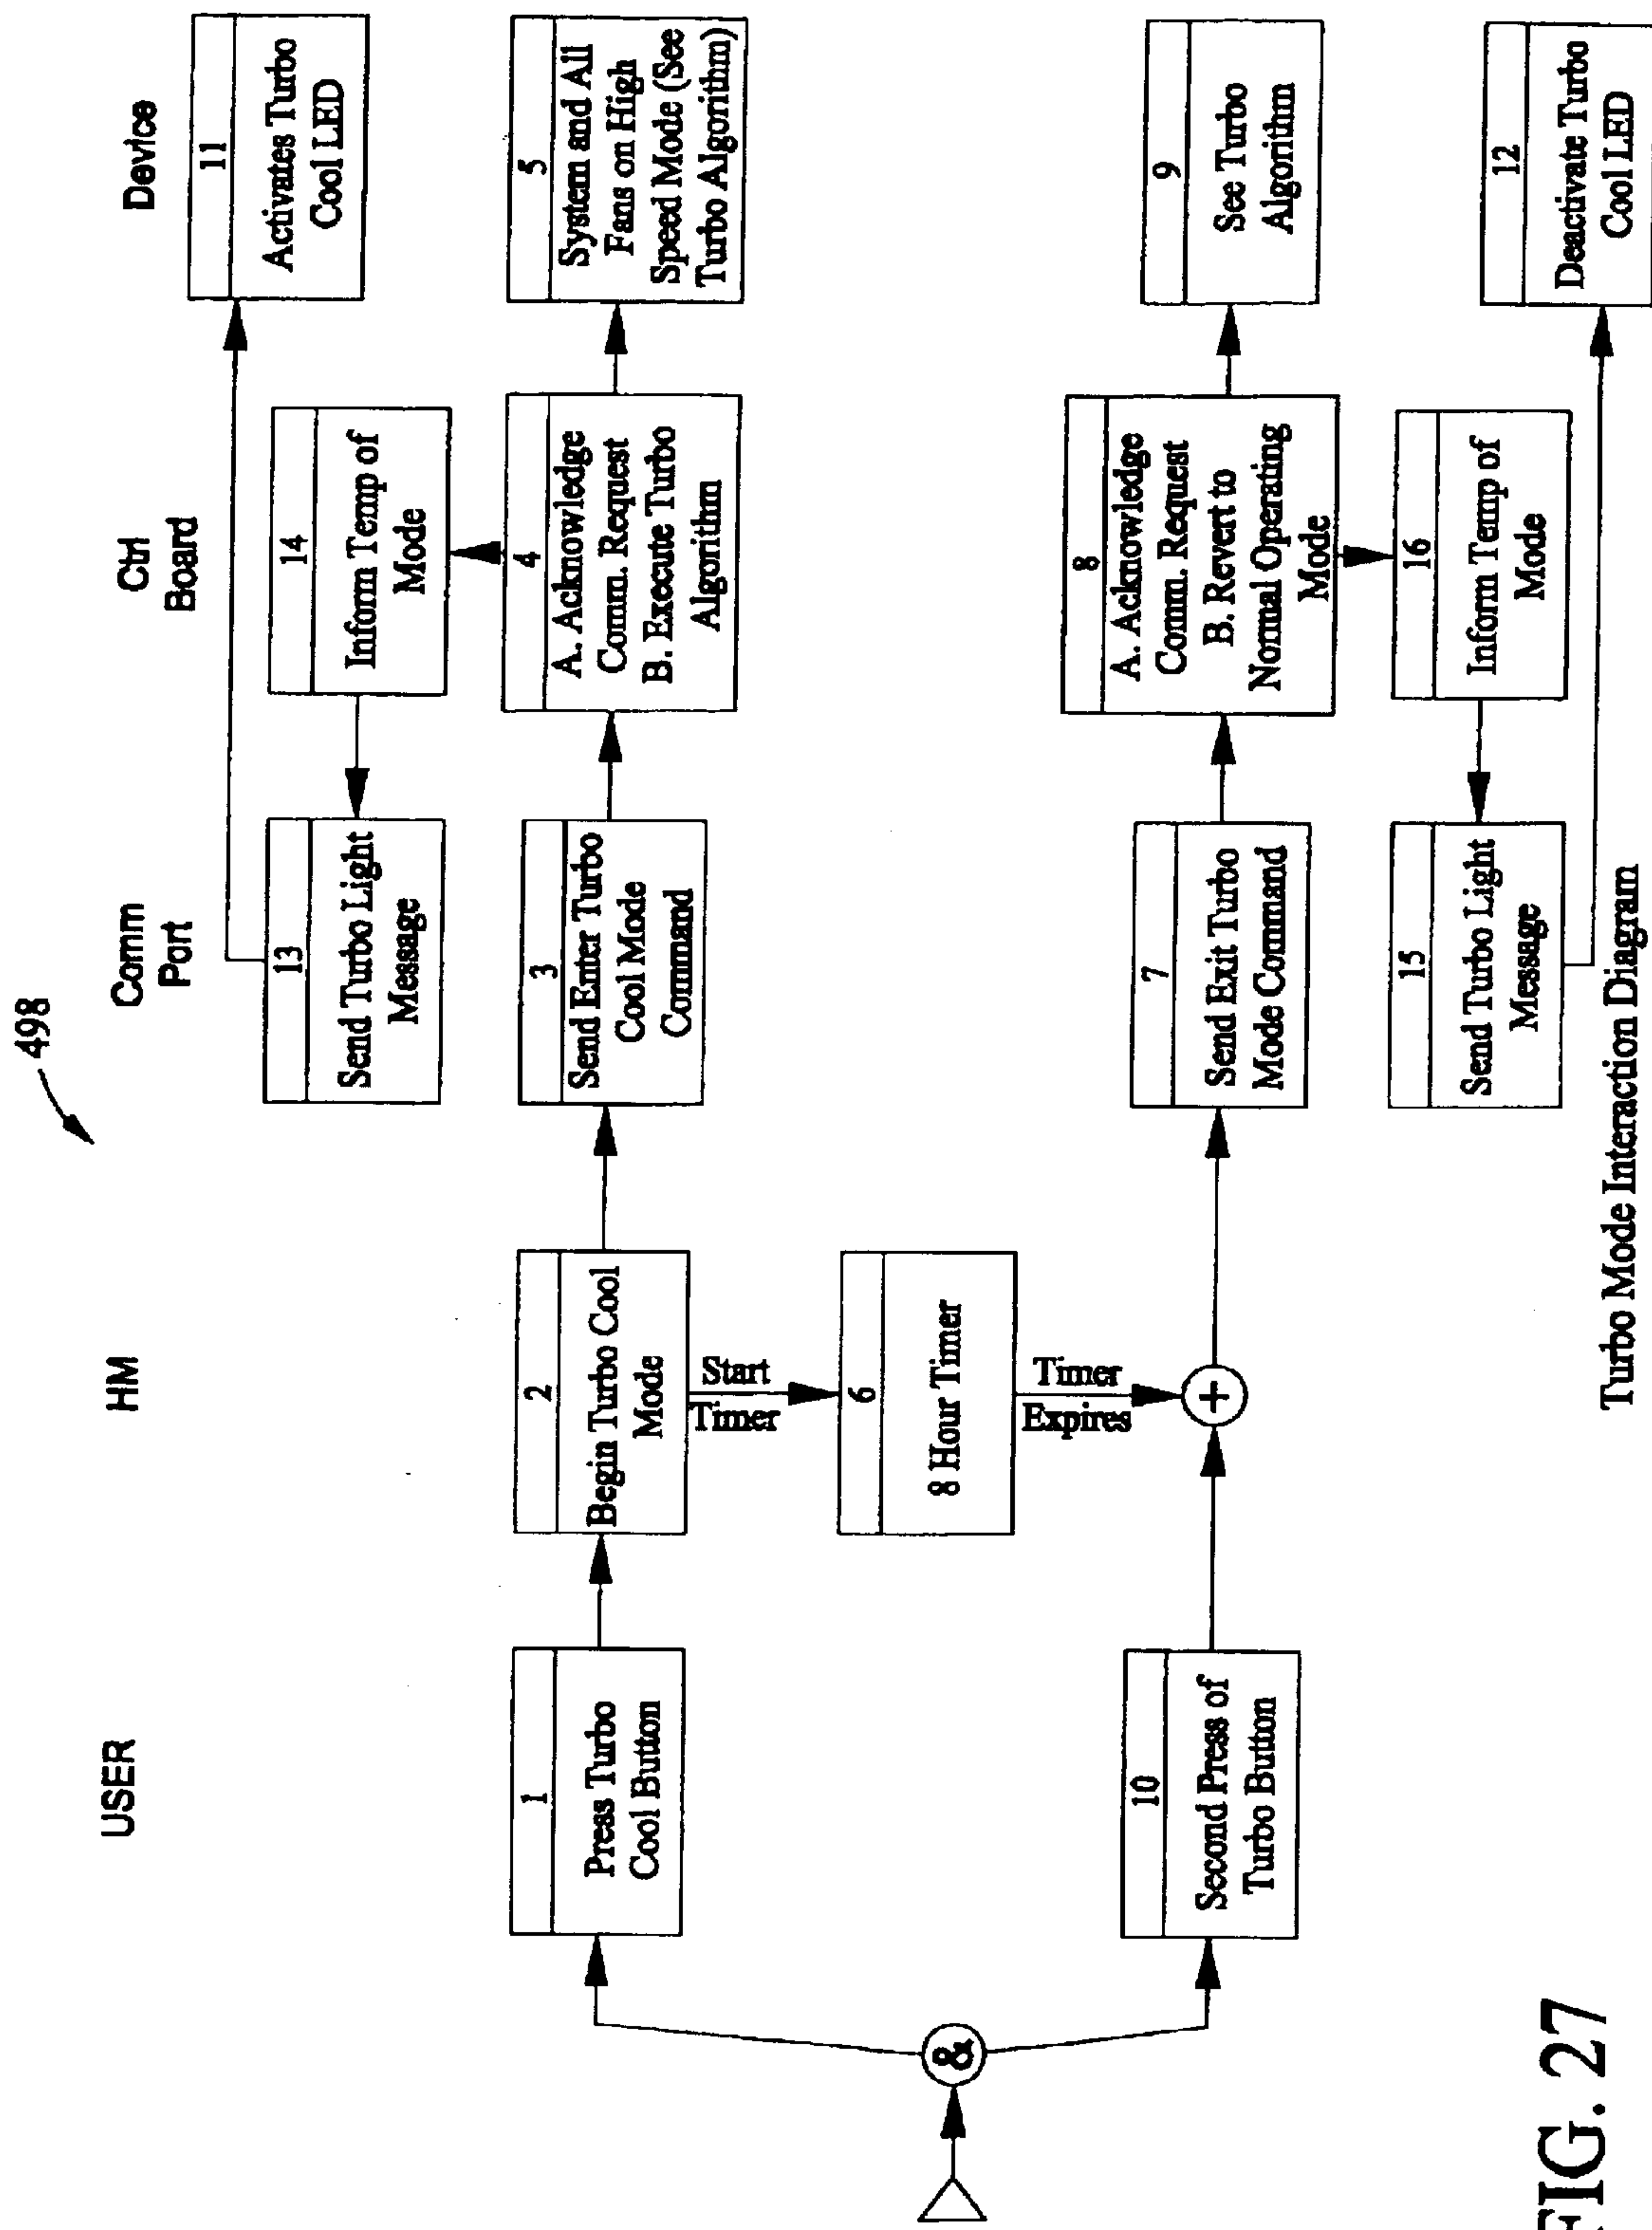 498
USER
HM
Comm
Port
Ctrl
Board
Device
13
Send Turbo Light
Message
14
Inform Temp of
Mode
11
Activates Turbo
Cool LED
1
Press Turbo
Cool Button
2
Begin Turbo Cool
Mode
3
Send Enter Turbo
Cool Mode
Command
4
A. Acknowledge
Comm. Request
B. Execute Turbo
Algorithm
5
System and All
Fans on High
Speed Mode (See
Turbo Algorithm)
Start
Timer
6
8 Hour Timer
Timer
Expires
&
+
10
Second Press of
Turbo Button
7
Send Exit Turbo
Mode Command
8
A. Acknowledge
Comm. Request
B. Revert to
Normal Operating
Mode
9
See Turbo
Algorithm
15
Send Turbo Light
Message
16
Inform Temp of
Mode
12
Deactivate Turbo
Cool LED
Turbo Mode Interaction Diagram
FIG. 27